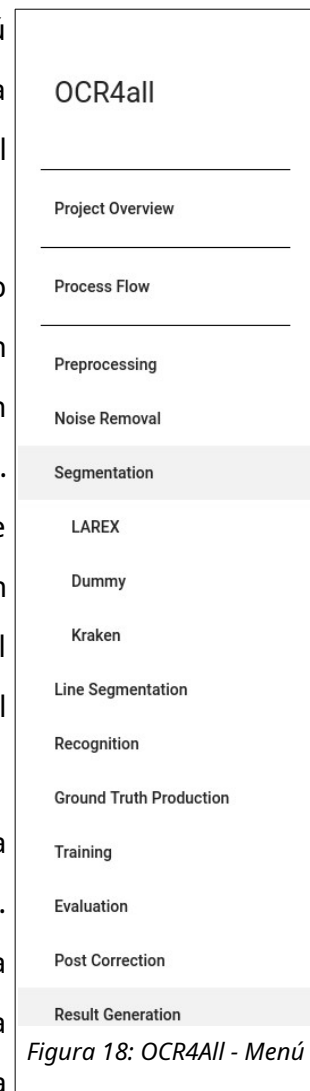 OCR4all
Project Overview
Process Flow
Preprocessing
Noise Removal
Segmentation
LAREX
Dummy
Kraken
Line Segmentation
Recognition
Ground Truth Production
Training
Evaluation
Post Correction
Result Generation
Figura 18: OCR4All - Menú